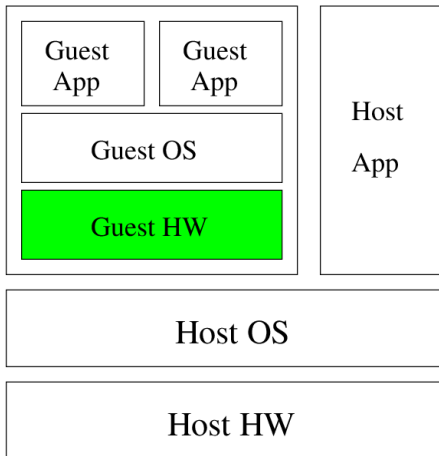 Guest
App
Guest
App
Guest OS
Guest HW
Host
App
Host OS
Host HW